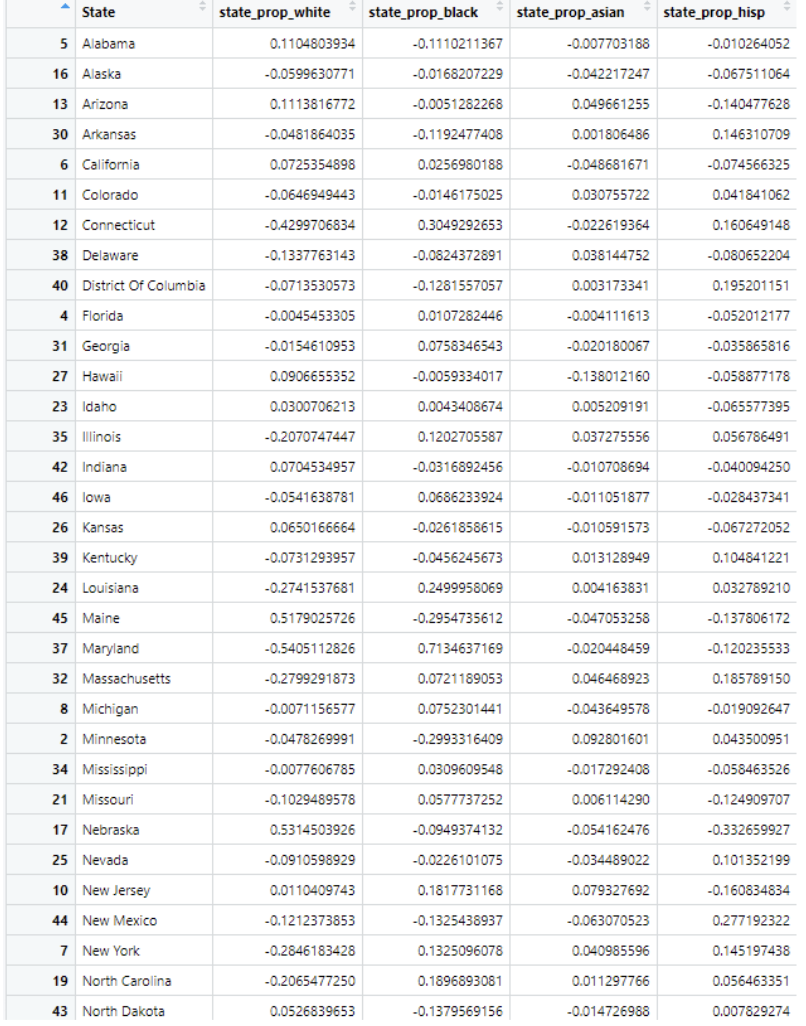 State state_prop_white state_prop_black state_prop_asian state_prop_hisp
5 Alabama 0.1104803934 -0.1110211367 -0.007703188 -0.010264052
16 Alaska -0.0599630771 -0.0168207229 -0.042217247 -0.067511064
13 Arizona 0.1113816772 -0.0051282268 0.049661255 -0.140477628
30 Arkansas -0.0481864035 -0.1192477408 0.001806486 0.146310709
6 California 0.0725354898 0.0256980188 -0.048681671 -0.074566325
11 Colorado -0.0646949443 -0.0146175025 0.030755722 0.041841062
12 Connecticut -0.4299706834 0.3049292653 -0.022619364 0.160649148
38 Delaware -0.1337763143 -0.0824372891 0.038144752 -0.080652204
40 District Of Columbia -0.0713530573 -0.1281557057 0.003173341 0.195201151
4 Florida -0.0045453305 0.0107282446 -0.004111613 -0.052012177
31 Georgia -0.0154610953 0.0758346543 -0.020180067 -0.035865816
27 Hawaii 0.0906655352 -0.0059334017 -0.138012160 -0.058877178
23 Idaho 0.0300706213 0.0043408674 0.005209191 -0.065577395
35 Illinois -0.2070747447 0.1202705587 0.037275556 0.056786491
42 Indiana 0.0704534957 -0.0316892456 -0.010708694 -0.040094250
46 Iowa -0.0541638781 0.0686233924 -0.011051877 -0.028437341
26 Kansas 0.0650166664 -0.0261858615 -0.010591573 -0.067272052
39 Kentucky -0.0731293957 -0.0456245673 0.013128949 0.104841221
24 Louisiana -0.2741537681 0.2499958069 0.004163831 0.032789210
45 Maine 0.5179025726 -0.2954735612 -0.047053258 -0.137806172
37 Maryland -0.5405112826 0.7134637169 -0.020448459 -0.120235533
32 Massachusetts -0.2799291873 0.0721189053 0.046468923 0.185789150
8 Michigan -0.0071156577 0.0752301441 -0.043649578 -0.019092647
2 Minnesota -0.0478269991 -0.2993316409 0.092801601 0.043500951
34 Mississippi -0.0077606785 0.0309609548 -0.017292408 -0.058463526
21 Missouri -0.1029489578 0.0577737252 0.006114290 -0.124909707
17 Nebraska 0.5314503926 -0.0949374132 -0.054162476 -0.332659927
25 Nevada -0.0910598929 -0.0226101075 -0.034489022 0.101352199
10 New Jersey 0.0110409743 0.1817731168 0.079327692 -0.160834834
44 New Mexico -0.1212373853 -0.1325438937 -0.063070523 0.277192322
7 New York -0.2846183428 0.1325096078 0.040985596 0.145197438
19 North Carolina -0.2065477250 0.1896893081 0.011297766 0.056463351
43 North Dakota 0.0526839653 -0.1379569156 -0.014726988 0.007829274